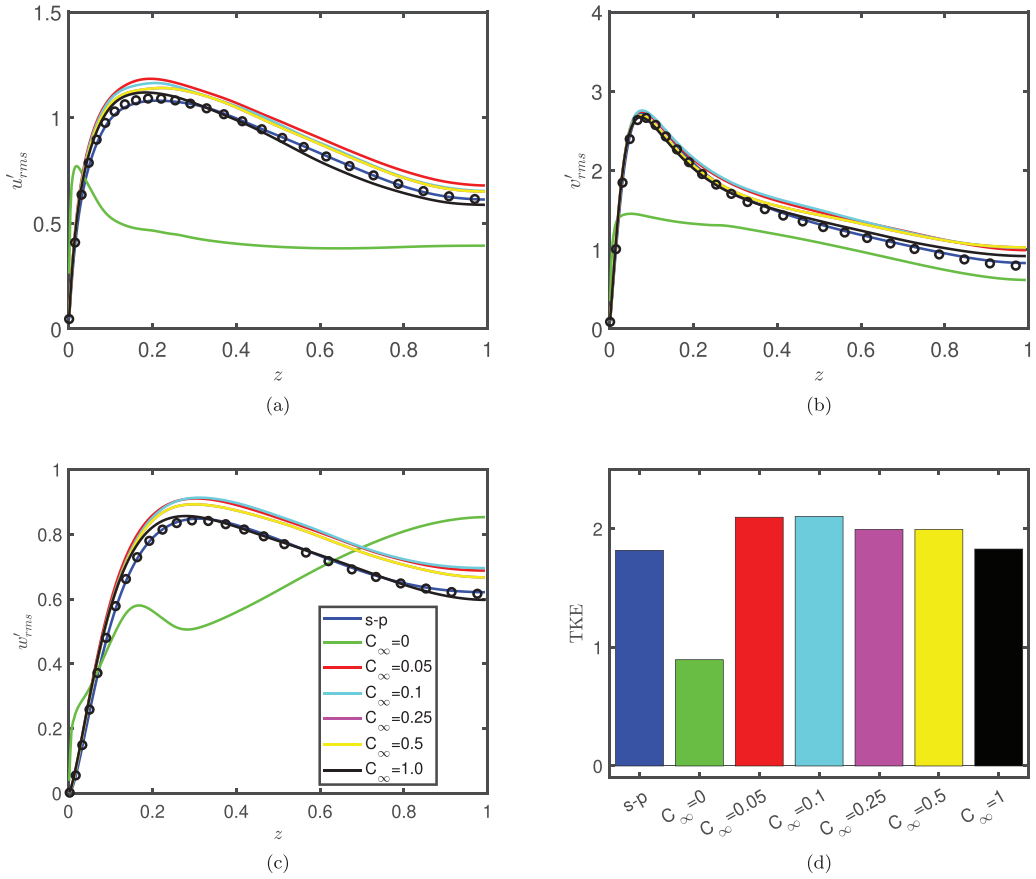 1.5
1
0.5
0
u′rms
0 0.2 0.4 0.6 0.8 1
z
(a)
4
3
2
1
0
v′rms
0 0.2 0.4 0.6 0.8 1
z
(b)
1
0.8
0.6
0.4
0.2
0
w′rms
s-p
C∞=0
C∞=0.05
C∞=0.1
C∞=0.25
C∞=0.5
C∞=1.0
0 0.2 0.4 0.6 0.8 1
z
(c)
2
1
0
TKE
s-p C∞=0 C∞=0.05 C∞=0.1 C∞=0.25 C∞=0.5 C∞=1
(d)